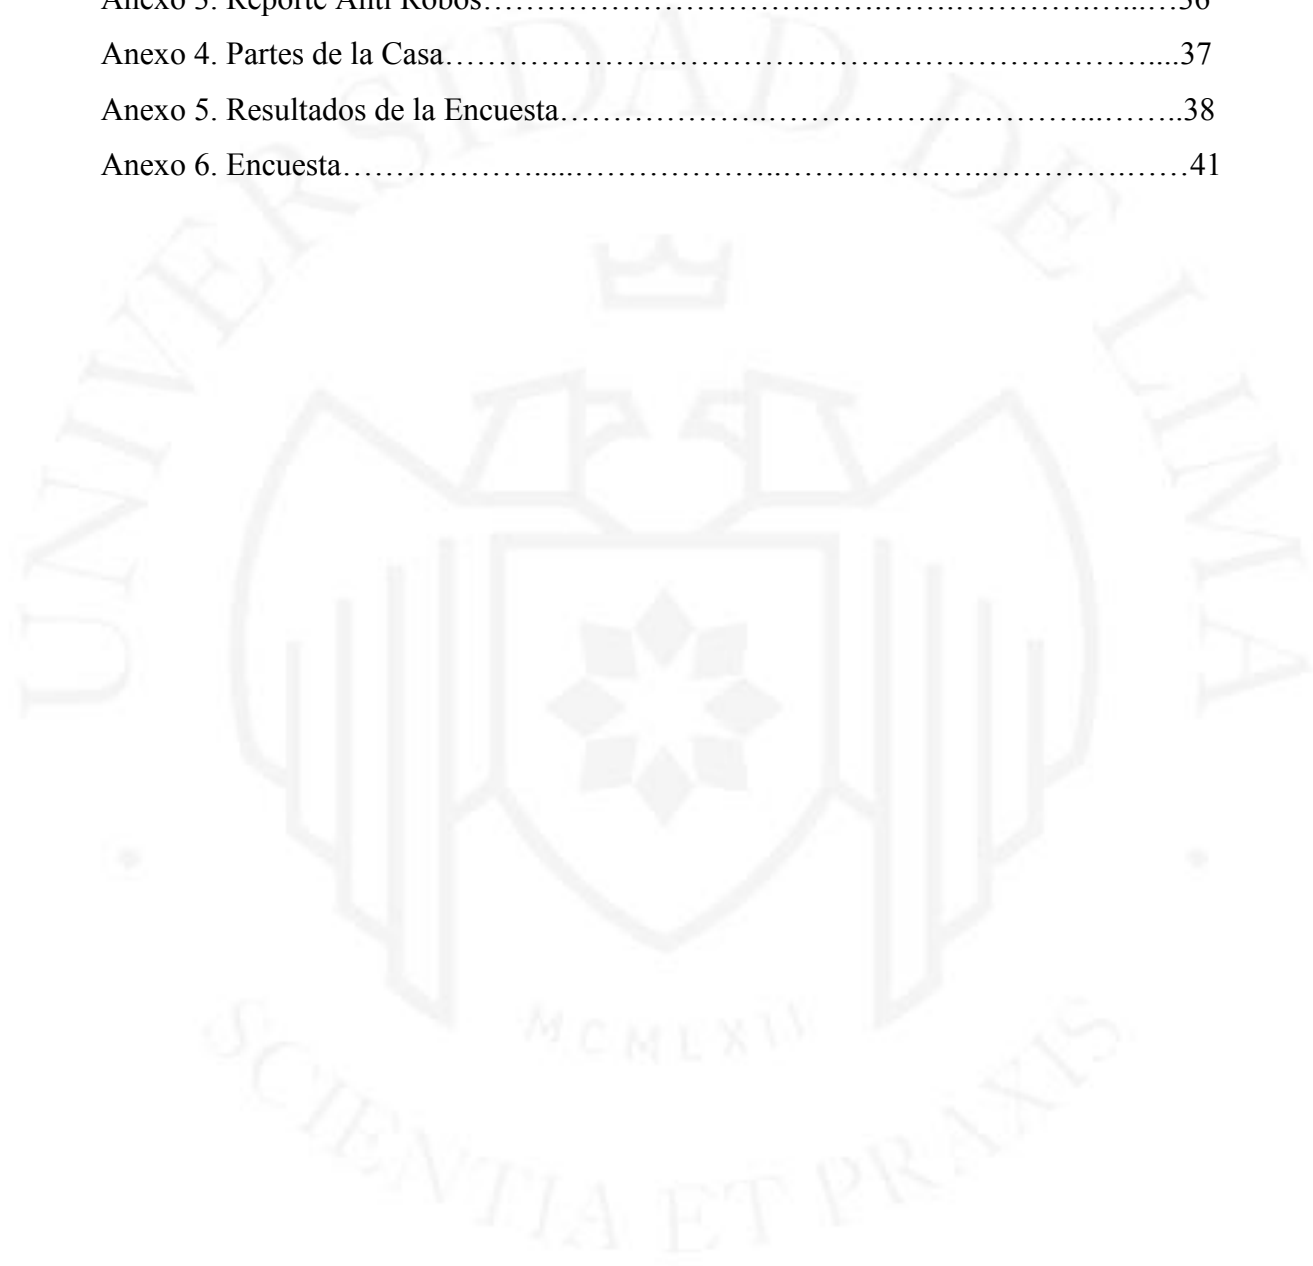 Anexo 3. Reporte Anti Robos……………………………………………………………36
Anexo 4. Partes de la Casa………………………………………………………………....37
Anexo 5. Resultados de la Encuesta………………..……………...…………...……..38
Anexo 6. Encuesta………………....………………..………………..………….……41
UNIVERSIDAD DE LIMA
MCMLXII
SCIENTIA ET PRAXIS